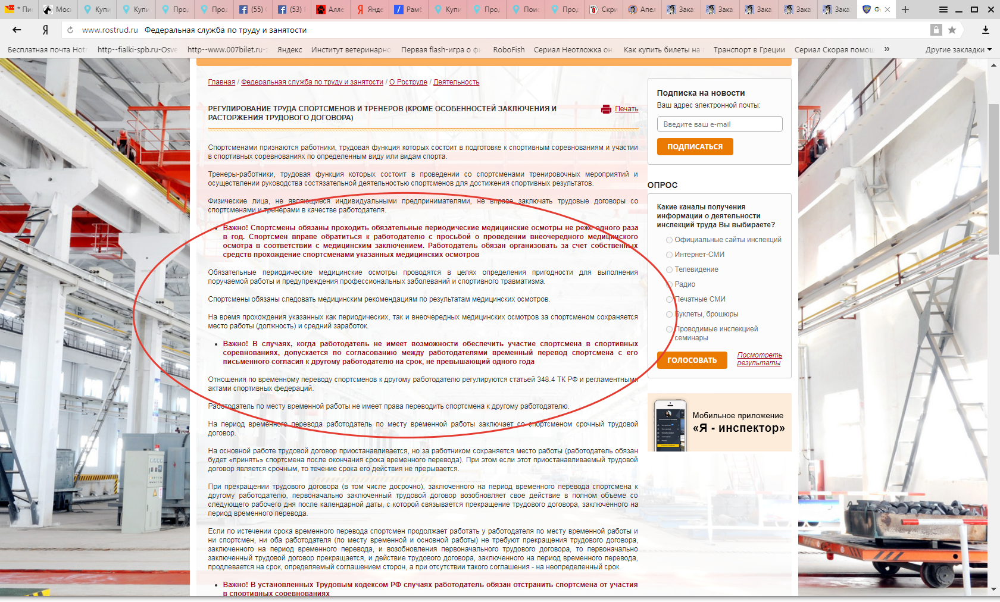 * Пис
Мос
Купи
Купи
Прод
Прод
(55)
(53)
Алле
Янде
Рамб
Купи
Прод
Поис
Прод
Скри
Апел
Зака
Зака
Зака
Зака
Зака
www.rostrud.ru Федеральная служба по труду и занятости
Бесплатная почта Hotr http--fialki-spb.ru-Osve http--www.007bilet.ru- Яндекс Институт ветеринарно Первая flash-игра о RoboFish Сериал Неотложка Как купить билеты на Транспорт в Греции Сериал Скорая помощ » Другие закладки
Главная / Федеральная служба по труду и занятости / О Роструде / Деятельность
РЕГУЛИРОВАНИЕ ТРУДА СПОРТСМЕНОВ И ТРЕНЕРОВ (КРОМЕ ОСОБЕННОСТЕЙ ЗАКЛЮЧЕНИЯ И
РАСТОРЖЕНИЯ ТРУДОВОГО ДОГОВОРА)
Печать
Спортсменами признаются работники, трудовая функция которых состоит в подготовке к спортивным соревнованиям и участии
в спортивных соревнованиях по определенным виду или видам спорта.
Тренеры-работники, трудовая функция которых состоит в проведении со спортсменами тренировочных мероприятий и
осуществлении руководства состязательной деятельностью спортсменов для достижения спортивных результатов.
Физические лица, не являющиеся индивидуальными предпринимателями, не вправе заключать трудовые договоры со
спортсменами и тренерами в качестве работодателя.
• Важно! Спортсмены обязаны проходить обязательные периодические медицинские осмотры не реже одного раза
в год. Спортсмен вправе обратиться к работодателю с просьбой о проведении внеочередного медицинского
осмотра в соответствии с медицинским заключением. Работодатель обязан организовать за счет собственных
средств прохождение спортсменами указанных медицинских осмотров
Обязательные периодические медицинские осмотры проводятся в целях определения пригодности для выполнения
поручаемой работы и предупреждения профессиональных заболеваний и спортивного травматизма.
Спортсмены обязаны следовать медицинским рекомендациям по результатам медицинских осмотров.
На время прохождения указанных как периодических, так и внеочередных медицинских осмотров за спортсменом сохраняется
место работы (должность) и средний заработок.
• Важно! В случаях, когда работодатель не имеет возможности обеспечить участие спортсмена в спортивных
соревнованиях, допускается по согласованию между работодателями временный перевод спортсмена с его
письменного согласия к другому работодателю на срок, не превышающий одного года
Отношения по временному переводу спортсменов к другому работодателю регулируются статьей 348.4 ТК РФ и регламентными
актами спортивных федераций.
Работодатель по месту временной работы не имеет права переводить спортсмена к другому работодателю.
На период временного перевода работодатель по месту временной работы заключает со спортсменом срочный трудовой
договор.
На основной работе трудовой договор приостанавливается, но за работником сохраняется место работы (работодатель обязан
будет «принять» спортсмена после окончания срока временного перевода). При этом если этот приостанавливаемый трудовой
договор является срочным, то течение срока его действия не прерывается.
При прекращении трудового договора (в том числе досрочно), заключенного на период временного перевода спортсмена к
другому работодателю, первоначально заключенный трудовой договор возобновляет свое действие в полном объеме со
следующего рабочего дня после календарной даты, с которой связывается прекращение трудового договора, заключенного на
период временного перевода.
Если по истечении срока временного перевода спортсмен продолжает работать у работодателя по месту временной работы и
ни спортсмен, ни оба работодателя (по месту временной и основной работы) не требуют прекращения трудового договора,
заключенного на период временного перевода, и возобновления первоначального трудового договора, то первоначально
заключенный трудовой договор прекращается, и действие трудового договора, заключенного на период временного перевода,
продлевается на срок, определяемый соглашением сторон, а при отсутствии такого соглашения - на неопределенный срок.
• Важно! В установленных Трудовым кодексом РФ случаях работодатель обязан отстранить спортсмена от участия
в спортивных соревнованиях
Подписка на новости
Ваш адрес электронной почты:
Введите ваш e-mail
ПОДПИСАТЬСЯ
ОПРОС
Какие каналы получения
информации о деятельности
инспекций труда Вы выбираете?
Официальные сайты инспекций
Интернет-СМИ
Телевидение
Радио
Печатные СМИ
Буклеты, брошюры
Проводимые инспекцией
семинары
ГОЛОСОВАТЬ
Посмотреть
результаты
Мобильное приложение
«Я - инспектор»